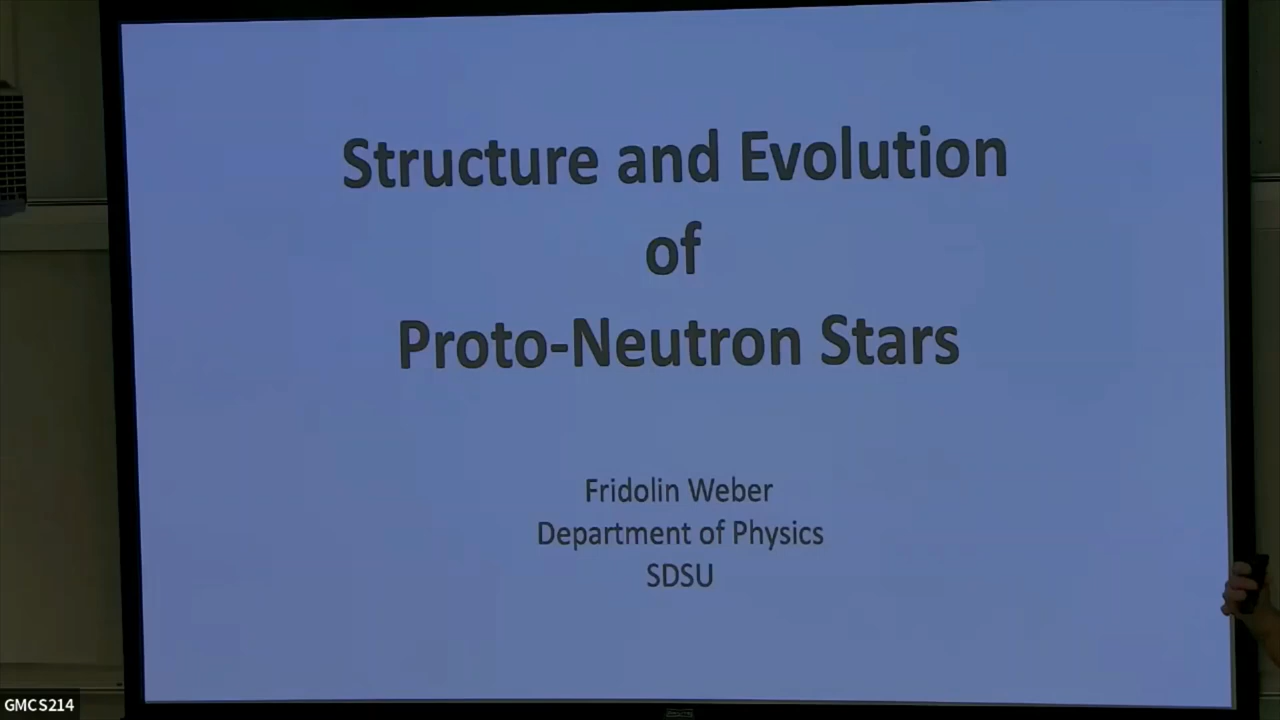 Structure and Evolution
of
Proto-Neutron Stars
Fridolin Weber
Department of Physics
SDSU
GMCS214